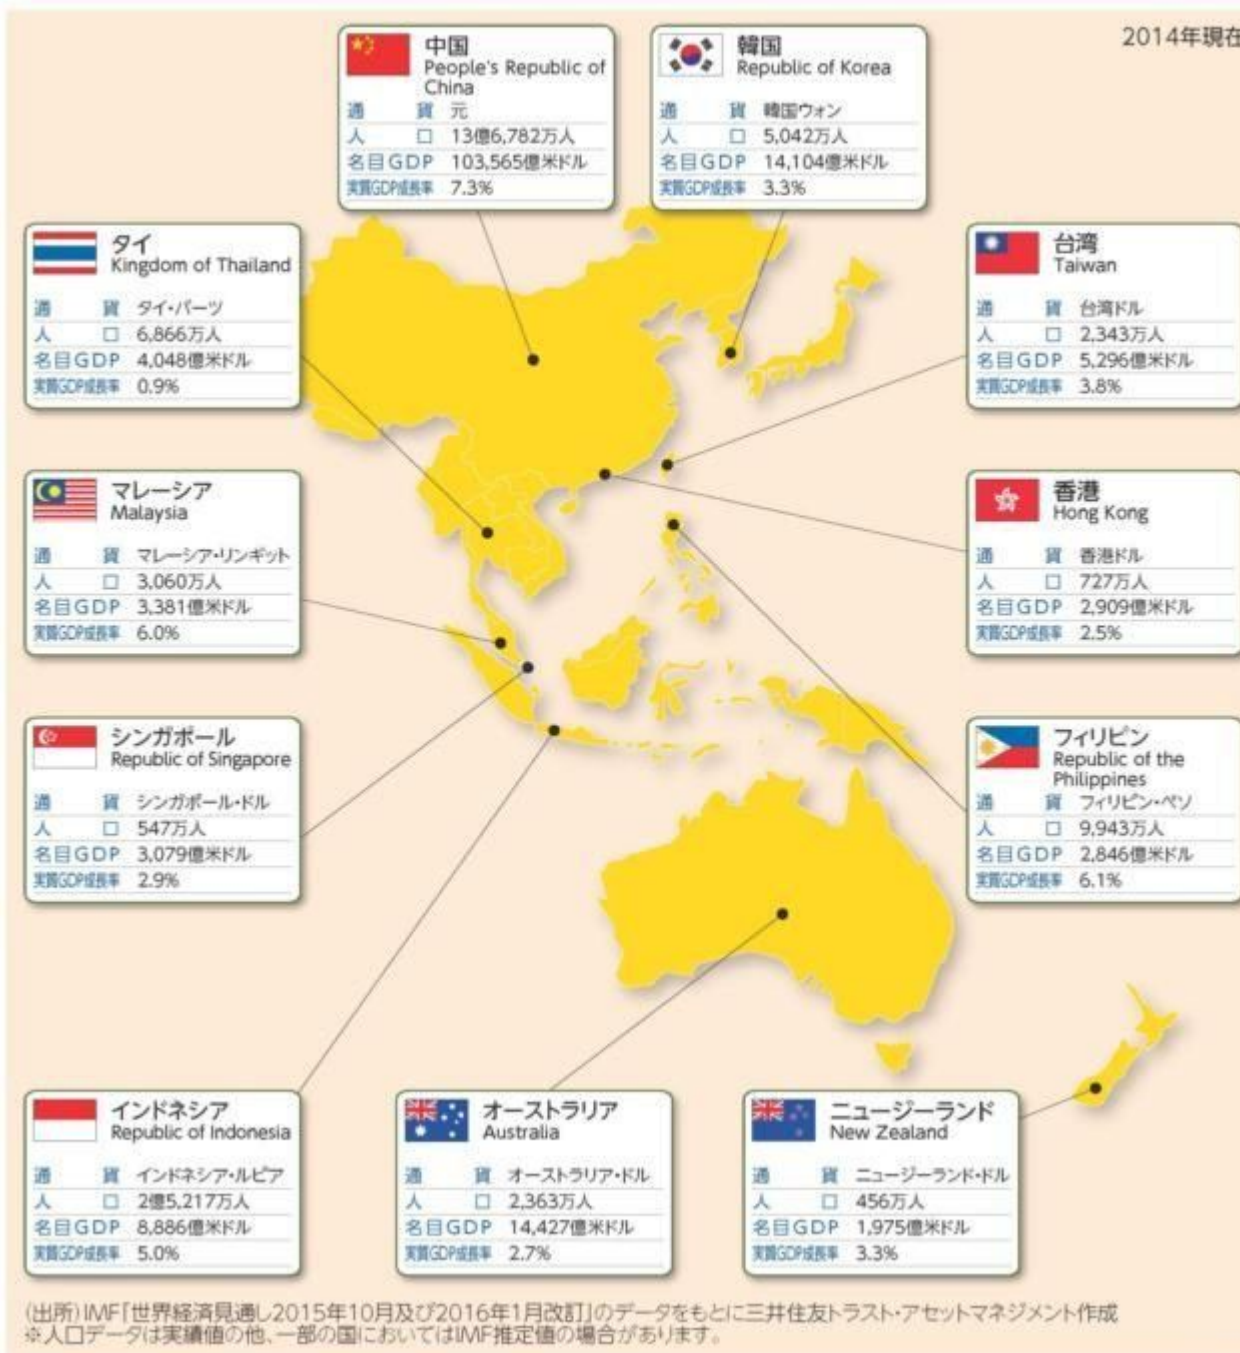 2014年現在
中国
People's Republic of
China
通貨 元
人口 13億6,782万人
名目GDP 103,565億米ドル
実質GDP成長率 7.3%
韓国
Republic of Korea
通貨 韓国ウォン
人口 5,042万人
名目GDP 14,104億米ドル
実質GDP成長率 3.3%
タイ
Kingdom of Thailand
通貨 タイ・バーツ
人口 6,866万人
名目GDP 4,048億米ドル
実質GDP成長率 0.9%
台湾
Taiwan
通貨 台湾ドル
人口 2,343万人
名目GDP 5,296億米ドル
実質GDP成長率 3.8%
マレーシア
Malaysia
通貨 マレーシア・リンギット
人口 3,060万人
名目GDP 3,381億米ドル
実質GDP成長率 6.0%
香港
Hong Kong
通貨 香港ドル
人口 727万人
名目GDP 2,909億米ドル
実質GDP成長率 2.5%
シンガポール
Republic of Singapore
通貨 シンガポール・ドル
人口 547万人
名目GDP 3,079億米ドル
実質GDP成長率 2.9%
フィリピン
Republic of the
Philippines
通貨 フィリピン・ペソ
人口 9,943万人
名目GDP 2,846億米ドル
実質GDP成長率 6.1%
インドネシア
Republic of Indonesia
通貨 インドネシア・ルピア
人口 2億5,217万人
名目GDP 8,886億米ドル
実質GDP成長率 5.0%
オーストラリア
Australia
通貨 オーストラリア・ドル
人口 2,363万人
名目GDP 14,427億米ドル
実質GDP成長率 2.7%
ニュージーランド
New Zealand
通貨 ニュージーランド・ドル
人口 456万人
名目GDP 1,975億米ドル
実質GDP成長率 3.3%
(出所)IMF「世界経済見通し2015年10月及び2016年1月改訂」のデータをもとに三井住友トラスト・アセットマネジメント作成
※人口データは実績値の他、一部の国においてはIMF推定値の場合があります。